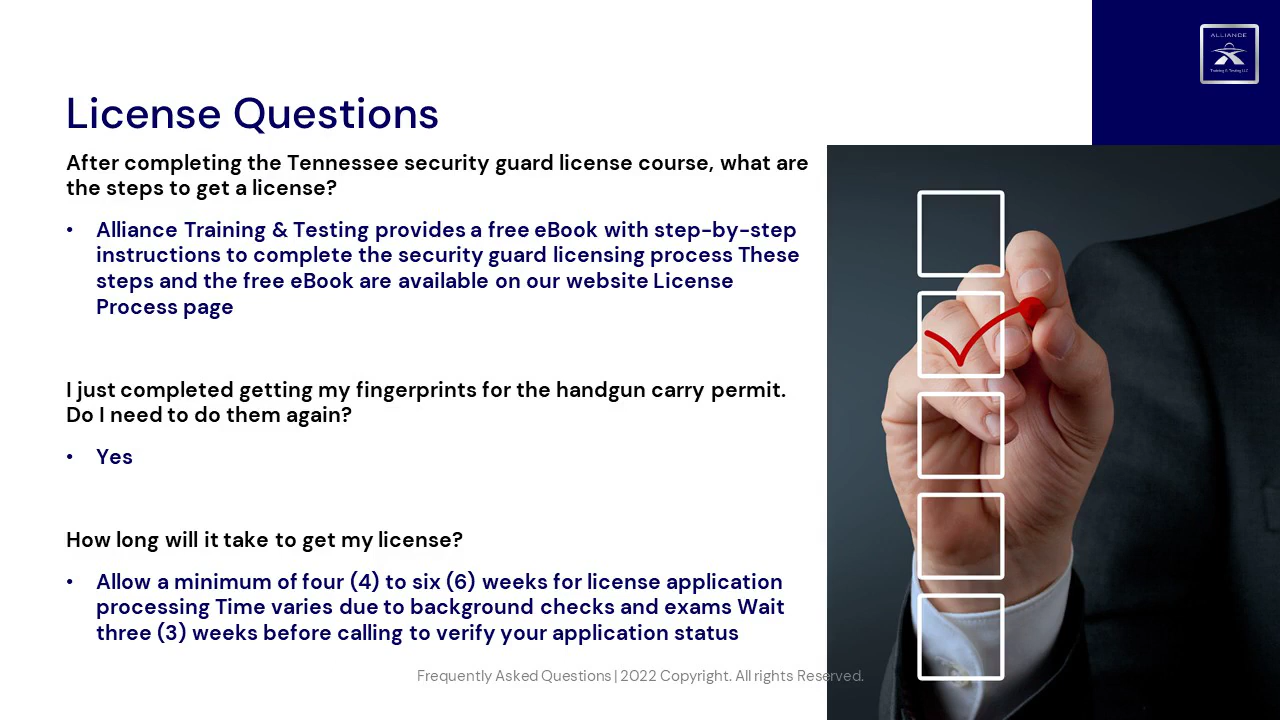 ALLIANCE
Training & Testing LLC
License Questions
After completing the Tennessee security guard license course, what are
the steps to get a license?
• Alliance Training & Testing provides a free eBook with step-by-step
instructions to complete the security guard licensing process These
steps and the free eBook are available on our website License
Process page
I just completed getting my fingerprints for the handgun carry permit.
Do I need to do them again?
• Yes
How long will it take to get my license?
• Allow a minimum of four (4) to six (6) weeks for license application
processing Time varies due to background checks and exams Wait
three (3) weeks before calling to verify your application status
Frequently Asked Questions | 2022 Copyright. All rights Reserved.